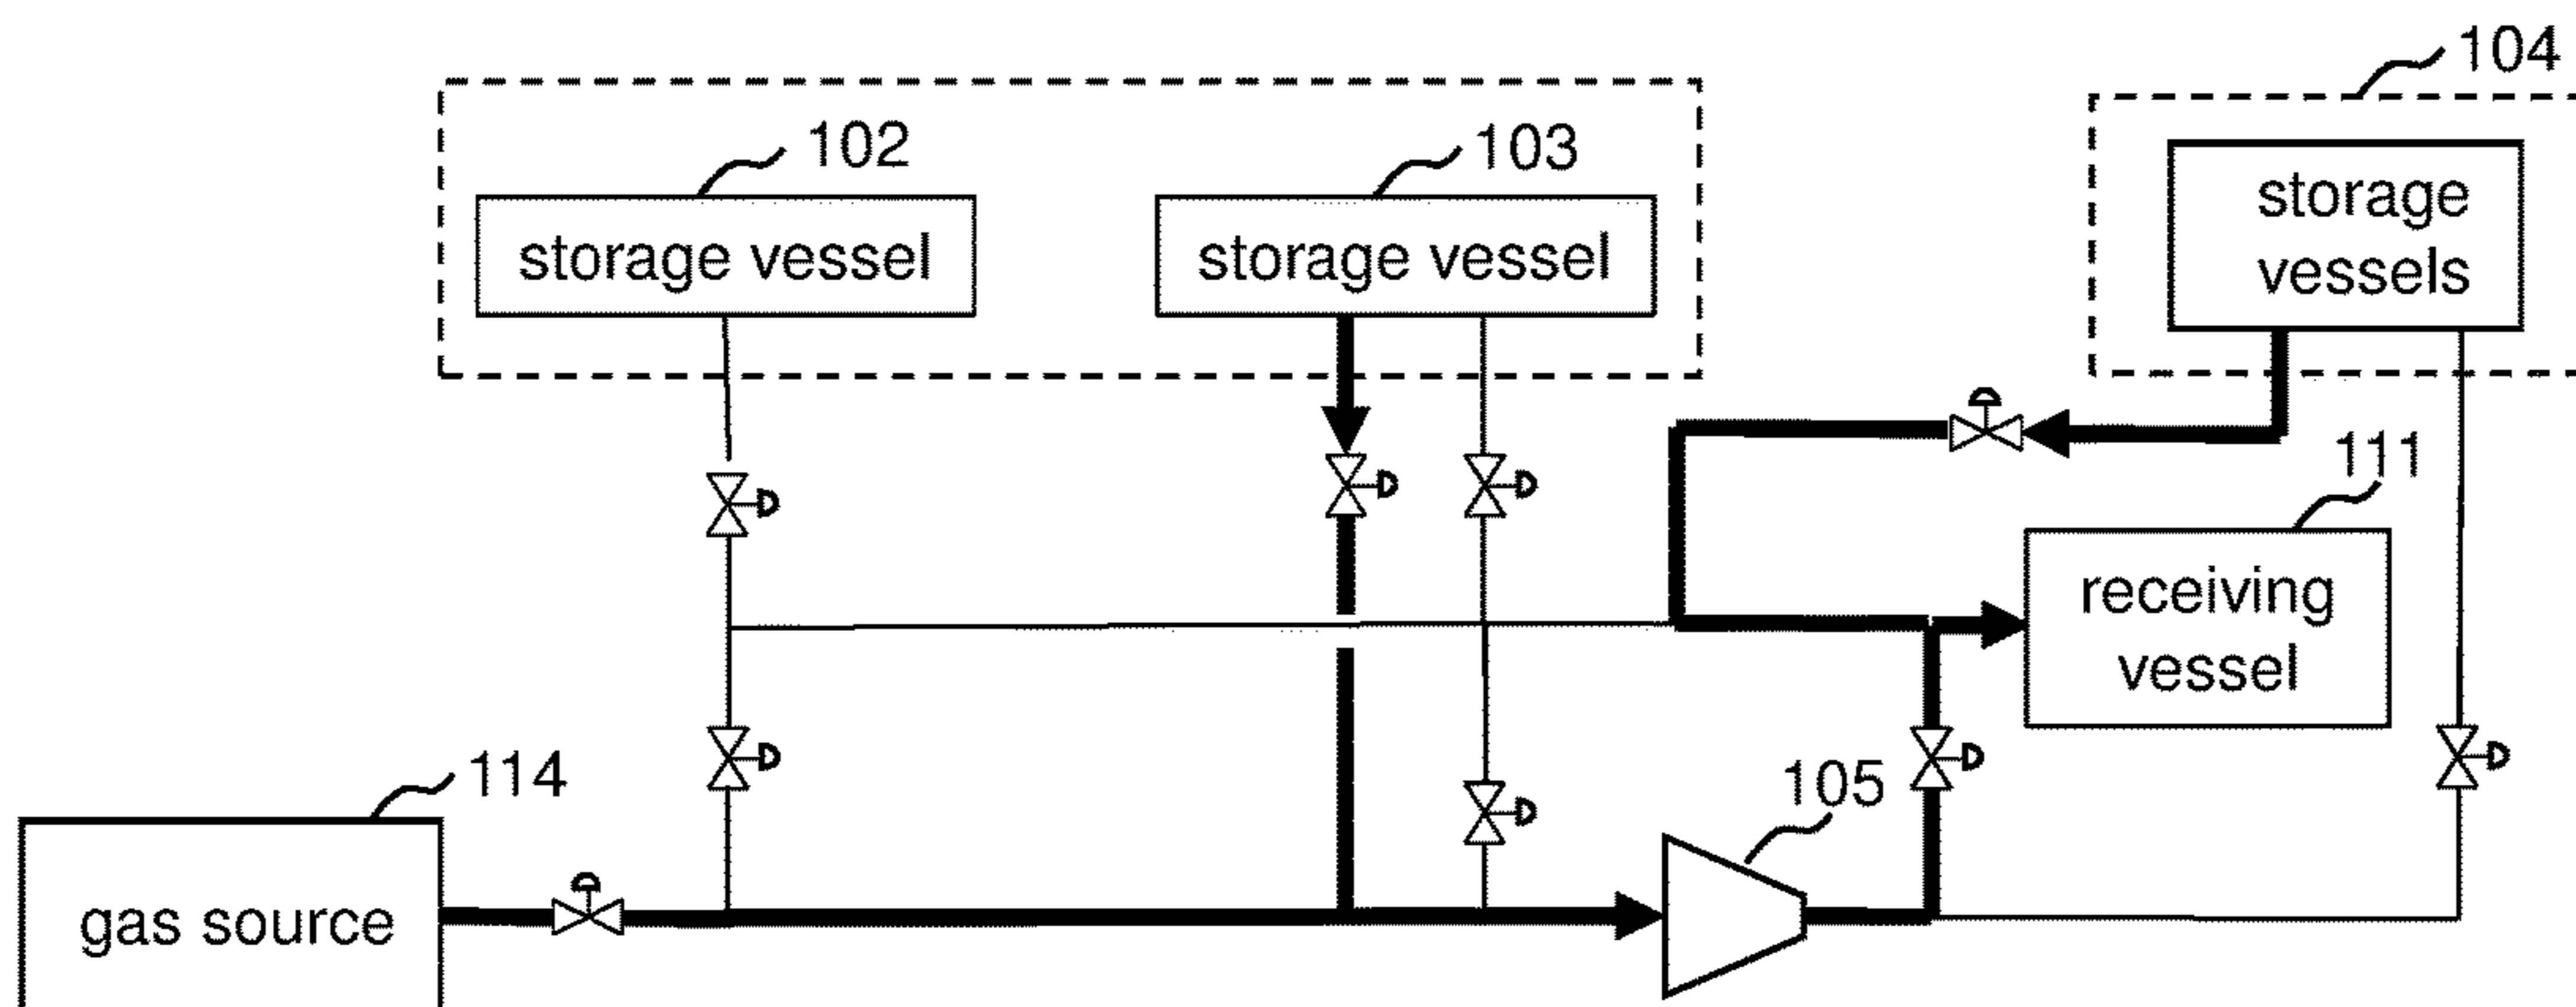 104
102
103
storage vessel
storage vessel
storage
vessels
111
receiving
vessel
114
105
gas source